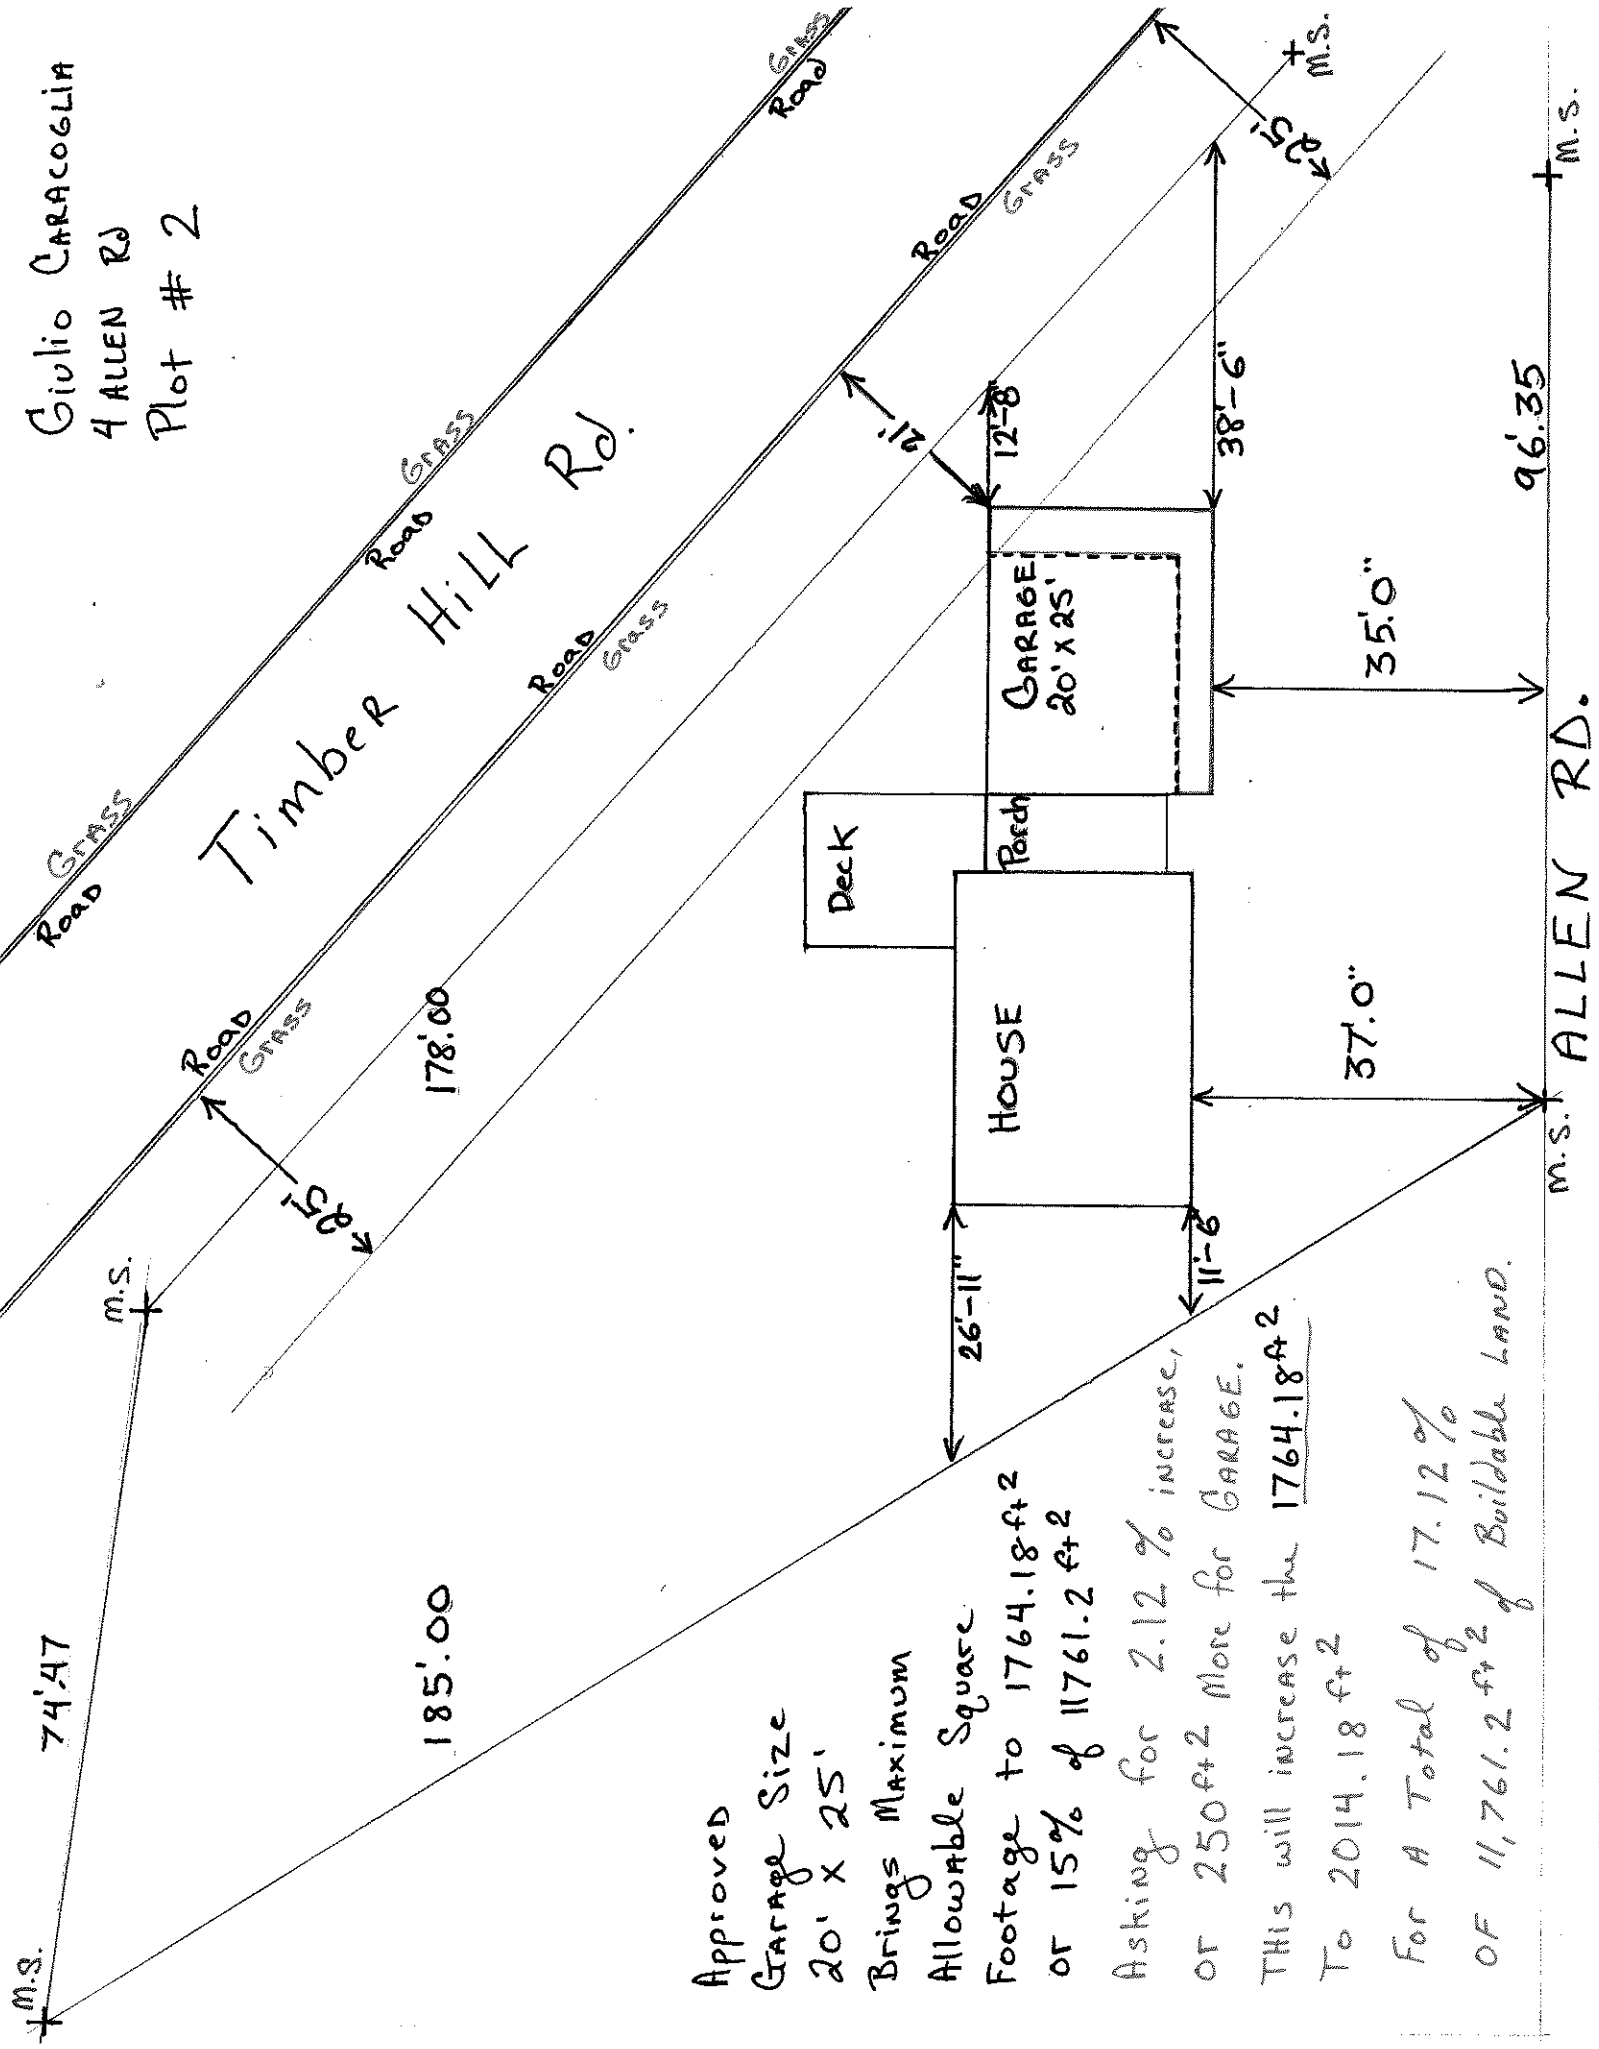 Giulio CARACOGLIA
4 ALLEN Rd
Plot # 2
Grass
Road
Grass
Road
Grass
Road
Timber Hill Rd.
Road
Grass
Road
Grass
Road
Grass
25'
21'
25'
m.s.
m.s.
74'.47
178'.00
m.s.
185'.00
Deck
Porch
GARAGE
20' x 25'
12'-8"
38'-6"
HOUSE
26'-11"
11'-6
37'.0"
35'.0"
96'.35
m.s.
m.s.
ALLEN RD.
Approved
GArAge Size
20' x 25'
Brings Maximum
Allowable Square
Footage to 1764.18 ft2
or 15% of 11761.2 ft2
Asking for 2.12 % increase,
or 250 ft2 More for GARAGE.
THis will increase the 1764.18 ft2
To 2014.18 ft2
For A Total of 17.12 %
OF 11,761.2 ft2 of Buildable LAND.